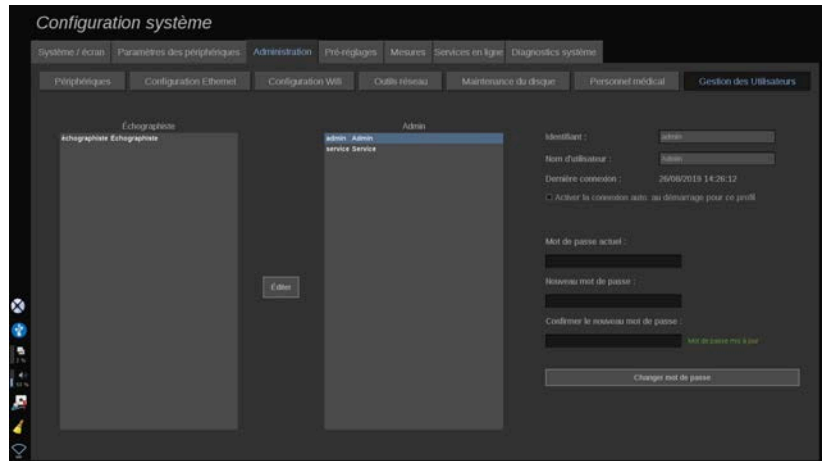 Configuration système
Système / écran Paramètres des périphériques Administration Pré-réglages Mesures Services en ligne Diagnostics système
Périphériques Configuration Ethernet Configuration Wifi Outils réseau Maintenance du disque Personnel médical Gestion des Utilisateurs
Échographiste Admin
échographiste Echographiste
admin Admin
service Service
Identifiant : admin
Nom d'utilisateur : Admin
Dernière connexion : 26/08/2019 14:26:12
Activer la connexion auto. au démarrage pour ce profil
Mot de passe actuel :
Éditer
Nouveau mot de passe :
Confirmer le nouveau mot de passe :
Mot de passe mis à jour
Changer mot de passe